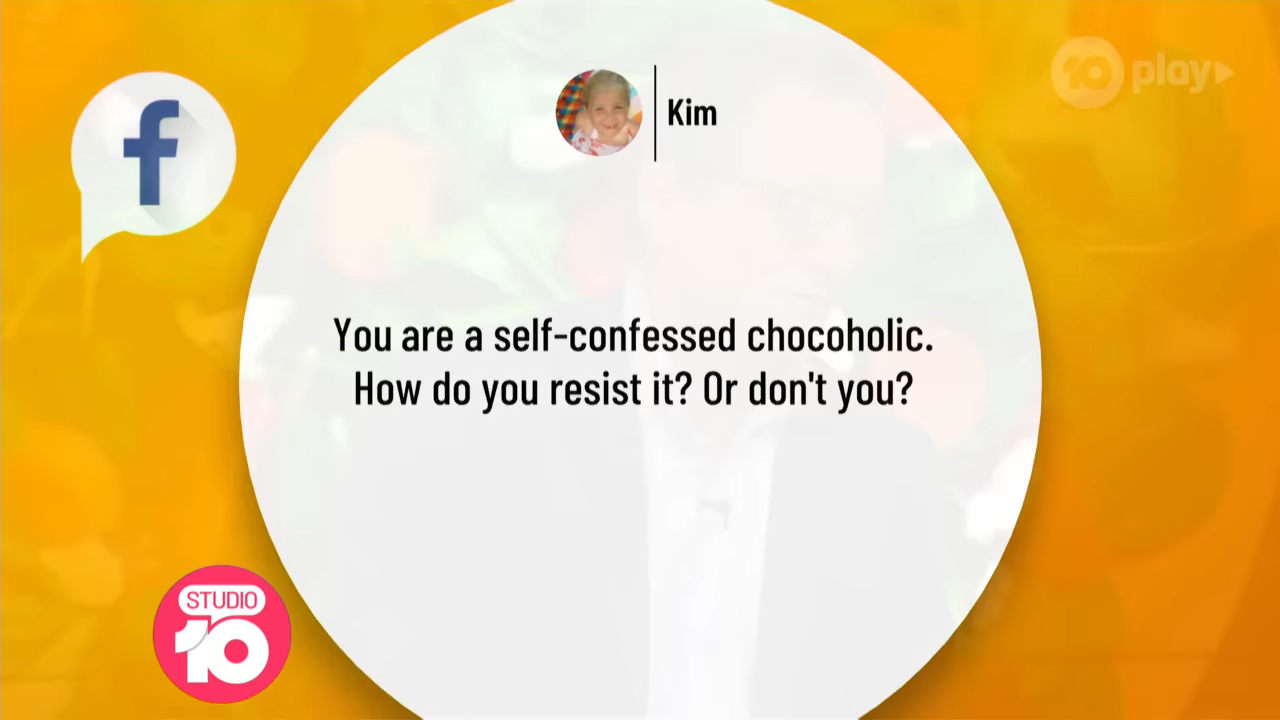 10 play
f
Kim
You are a self-confessed chocoholic.
How do you resist it? Or don't you?
STUDIO
10